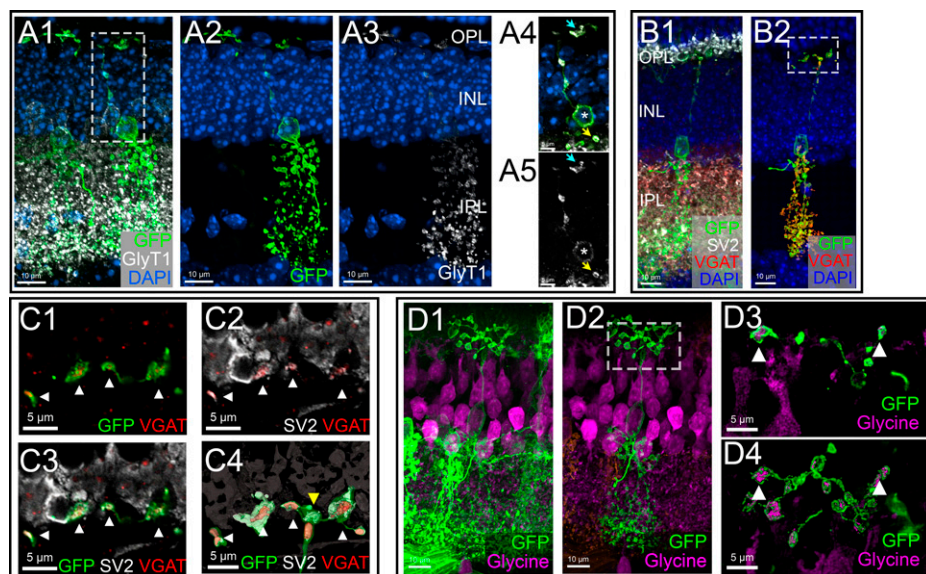 A1
GFP
GlyT1
DAPI
10 µm
A2
GFP
10 µm
A3
OPL
INL
IPL
GlyT1
10 µm
A4
*
A5
*
B1
OPL
INL
IPL
GFP
SV2
VGAT
DAPI
10 µm
B2
GFP
VGAT
DAPI
10 µm
C1
5 µm
GFP VGAT
C2
5 µm
SV2 VGAT
C3
5 µm
GFP SV2 VGAT
C4
5 µm
GFP SV2 VGAT
D1
GFP
Glycine
D2
10 µm
GFP
Glycine
D3
5 µm
GFP
Glycine
D4
5 µm
GFP
Glycine